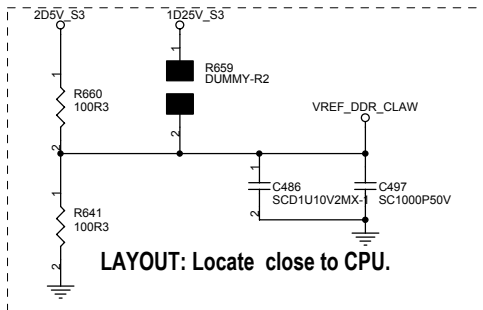 2D5V_S3
1D25V_S3
1
R659
DUMMY-R2
2
1
R660
100R3
2
VREF_DDR_CLAW
1
C486
SCD1U10V2MX-1
2
C497
SC1000P50V
1
R641
100R3
2
LAYOUT: Locate close to CPU.